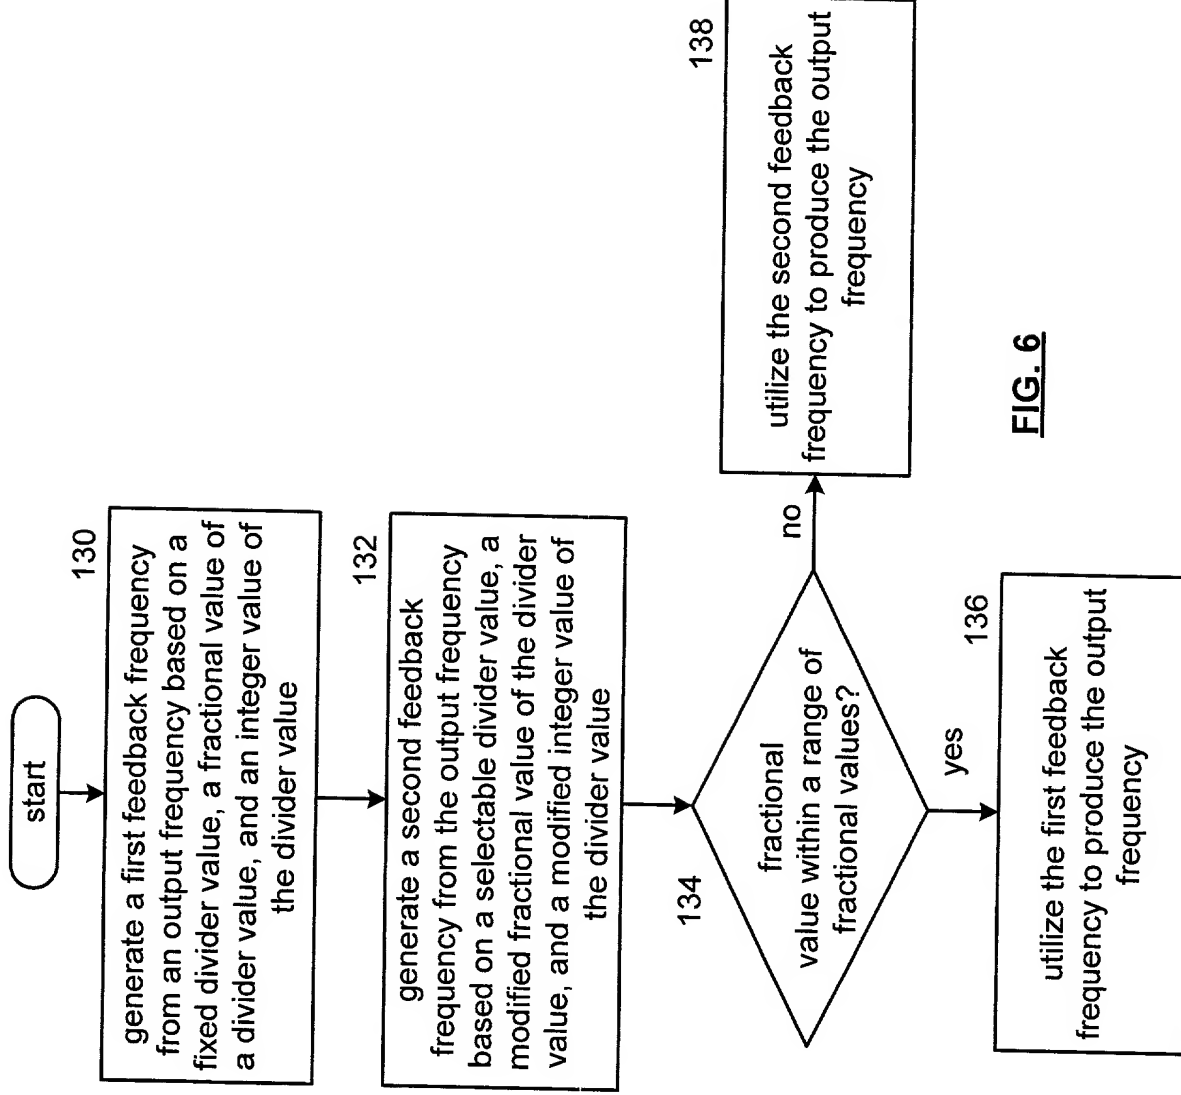 start
130
generate a first feedback frequency
from an output frequency based on a
fixed divider value, a fractional value of
a divider value, and an integer value of
the divider value
132
generate a second feedback
frequency from the output frequency
based on a selectable divider value, a
modified fractional value of the divider
value, and a modified integer value of
the divider value
134
fractional
value within a range of
fractional values?
no
138
utilize the second feedback
frequency to produce the output
frequency
yes
136
utilize the first feedback
frequency to produce the output
frequency
FIG. 6